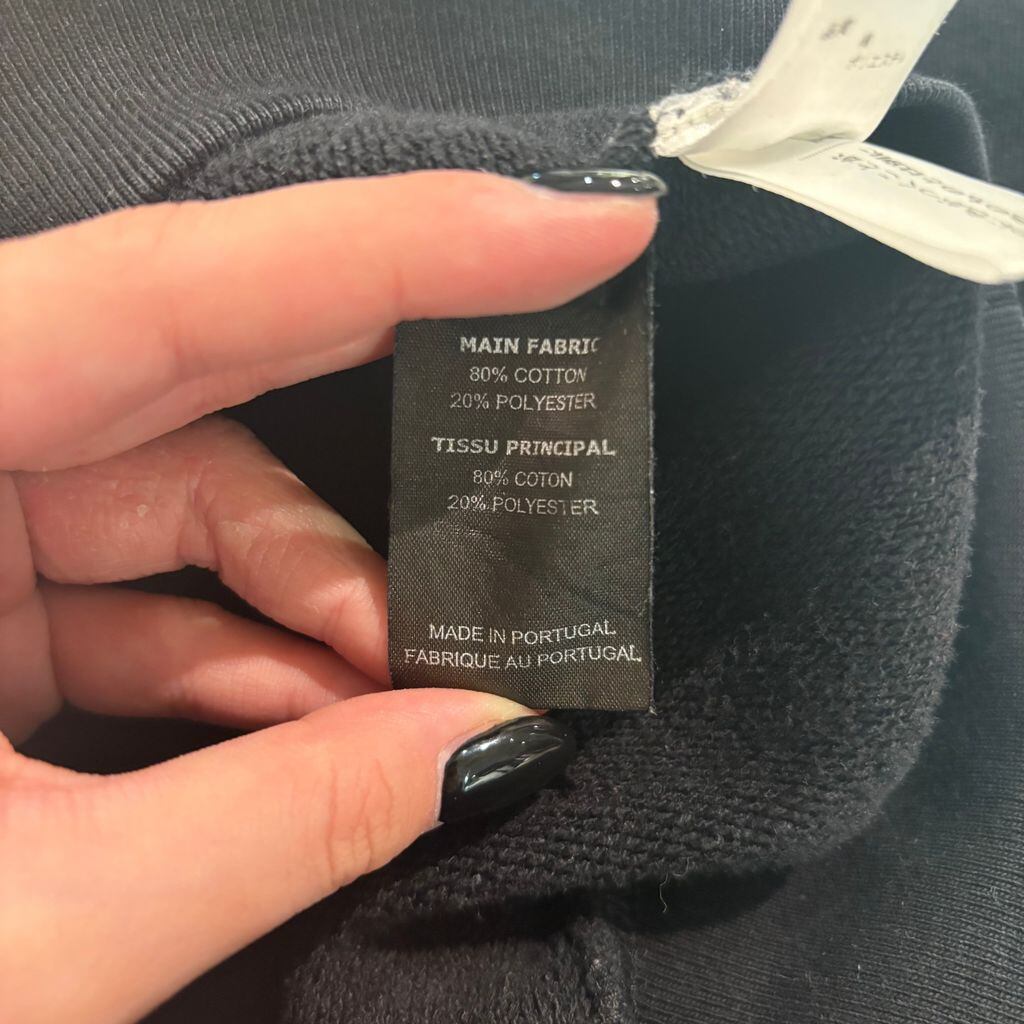 MAIN FABRIC
80% COTTON
20% POLYESTER
TISSU PRINCIPAL
80% COTON
20% POLYESTER
MADE IN PORTUGAL
FABRIQUE AU PORTUGAL